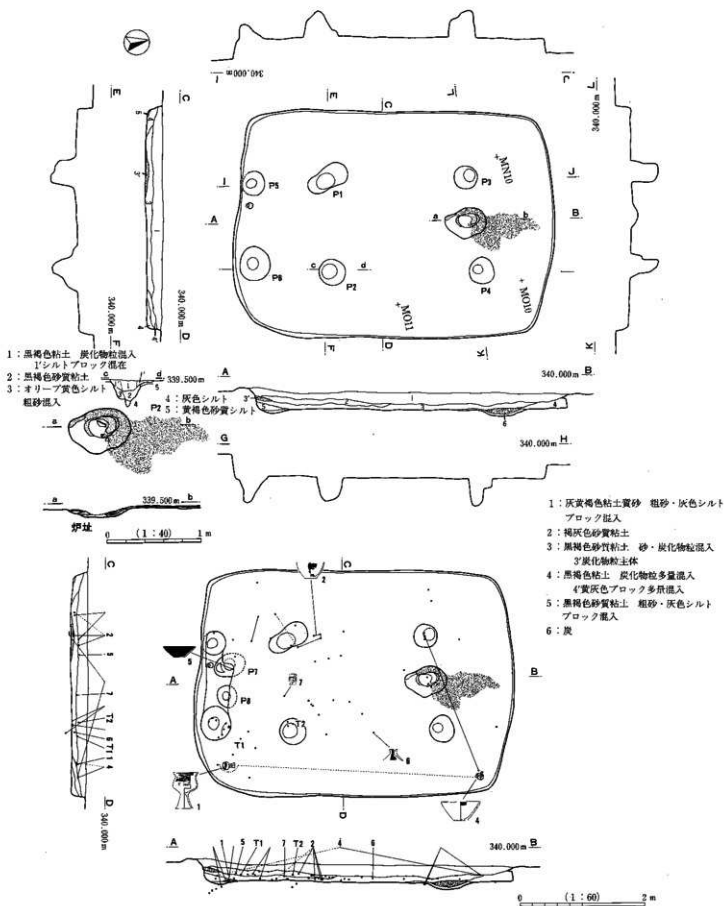 340.000m
I
E
L
J
C
E
C
L
340.000m
MN10
I
P5
P1
P3
J
A
a
b
B
P6
c
d
P2
P4
MO11
MO10
F
D
K
K
340.000m
F
D
1:黒褐色粘土 炭化物粒混入
1'シルトブロック混在
2:黒褐色砂質粘土
3:オリーブ黄色シルト
粗砂混入
4:灰色シルト
5:黄褐色砂質シルト
c
d
339.500m
P2
A
340.000m
B
a
b
G
340.000m
H
a
339.500m
b
炉址
0
(1:40)
1m
1:灰黄褐色粘土質砂 粗砂・灰色シルト
ブロック混入
2:褐灰色砂質粘土
3:黒褐色砂質粘土 砂・炭化物粒混入
3'炭化物粒主体
4:黒褐色粘土 炭化物粒多量混入
4'黄灰色ブロック多量混入
5:黒褐色砂質粘土 粗砂・灰色シルト
ブロック混入
6:炭
C
C
2
5
P7
A
7
B
P8
T2
T1
6
1
4
D
2
5
7
T2
6
T1
1
4
D
340.000m
A
1
5
T1
7
T2
2
4
6
340.000m
B
0
(1:60)
2m